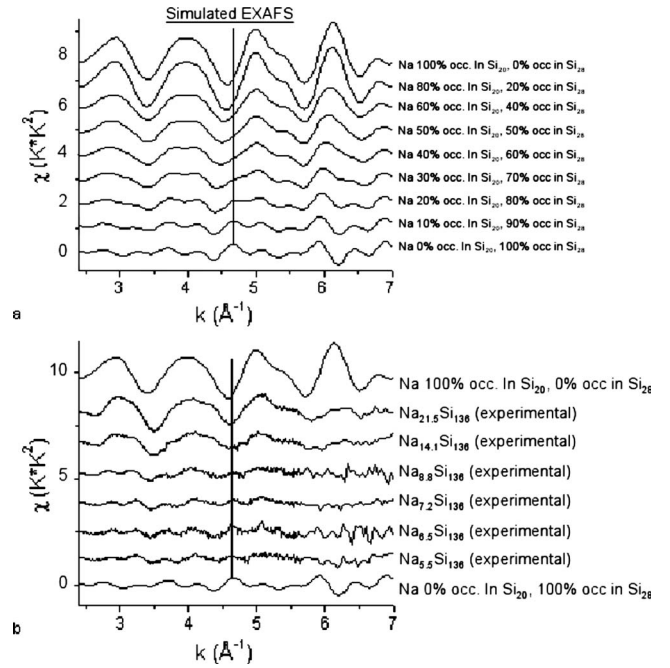 Simulated EXAFS
8
6
4
2
0
χ (K*K²)
3 4 5 6 7
k (Å⁻¹)
Na 100% occ. In Si₂₀, 0% occ in Si₂₈
Na 80% occ. In Si₂₀, 20% occ in Si₂₈
Na 60% occ. In Si₂₀, 40% occ in Si₂₈
Na 50% occ. In Si₂₀, 50% occ in Si₂₈
Na 40% occ. In Si₂₀, 60% occ in Si₂₈
Na 30% occ. In Si₂₀, 70% occ in Si₂₈
Na 20% occ. In Si₂₀, 80% occ in Si₂₈
Na 10% occ. In Si₂₀, 90% occ in Si₂₈
Na 0% occ. In Si₂₀, 100% occ in Si₂₈
a
10
5
0
χ (K*K²)
3 4 5 6 7
k (Å⁻¹)
Na 100% occ. In Si₂₀, 0% occ in Si₂₈
Na₂₁.₅Si₁₃₆ (experimental)
Na₁₄.₁Si₁₃₆ (experimental)
Na₈.₈Si₁₃₆ (experimental)
Na₇.₂Si₁₃₆ (experimental)
Na₆.₅Si₁₃₆ (experimental)
Na₅.₅Si₁₃₆ (experimental)
Na 0% occ. In Si₂₀, 100% occ in Si₂₈
b